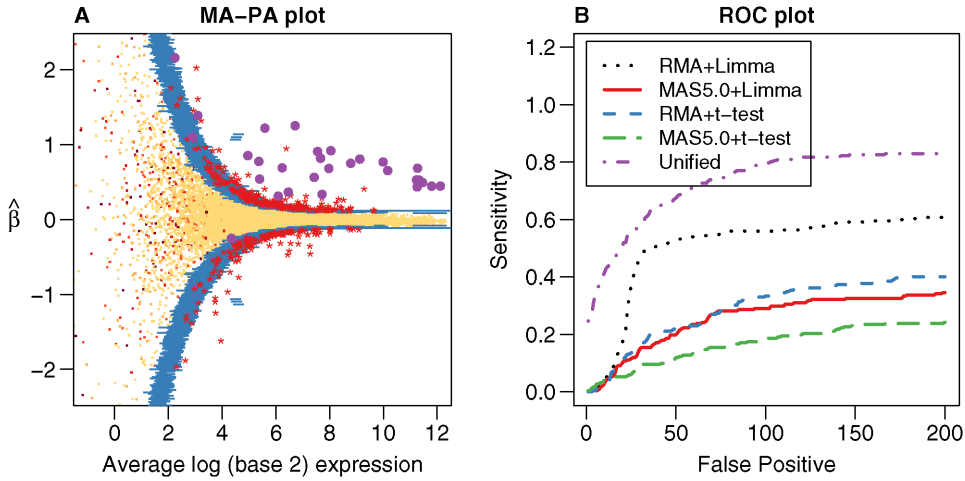 A MA−PA plot
2
1
0
−1
−2
β̂
0 2 4 6 8 10 12
Average log (base 2) expression
B ROC plot
1.2
1.0
0.8
0.6
0.4
0.2
0.0
Sensitivity
RMA+Limma
MAS5.0+Limma
RMA+t−test
MAS5.0+t−test
Unified
0 50 100 150 200
False Positive